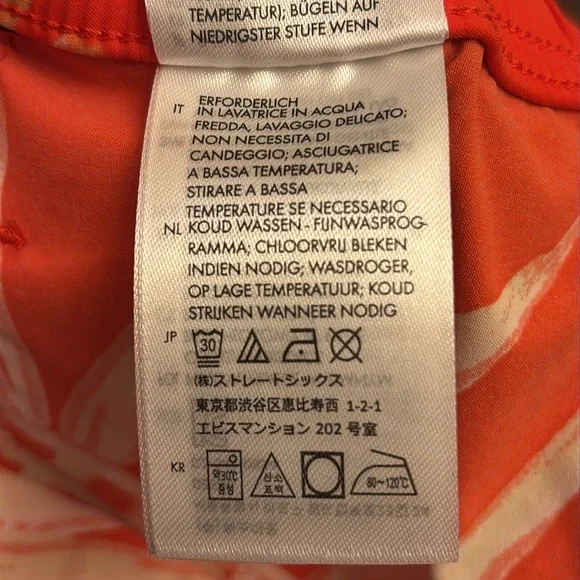 TEMPERATUR); BÜGELN AUF
NIEDRIGSTER STUFE WENN
ERFORDERLICH
IT IN LAVATRICE IN ACQUA
FREDDA, LAVAGGIO DELICATO;
NON NECESSITA DI
CANDEGGIO; ASCIUGATRICE
A BASSA TEMPERATURA;
STIRARE A BASSA
TEMPERATURE SE NECESSARIO
NL KOUD WASSEN - FIJNWASPROG-
RAMMA; CHLOORVRIJ BLEKEN
INDIEN NODIG; WASDROGER,
OP LAGE TEMPERATUUR; KOUD
STRIJKEN WANNEER NODIG
JP 30
(株)ストレートシックス
東京都渋谷区恵比寿西 1-2-1
エビスマンション 202 号室
KR 약30℃ 중성 산소 표백 80~120℃